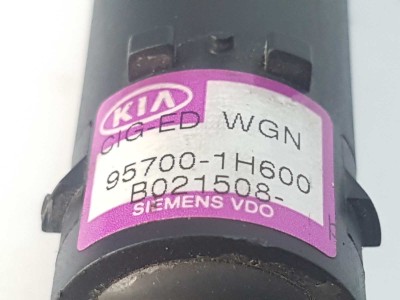 KIA
CIG-ED WGN
95700-1H600
B021508-
SIEMENS VDO